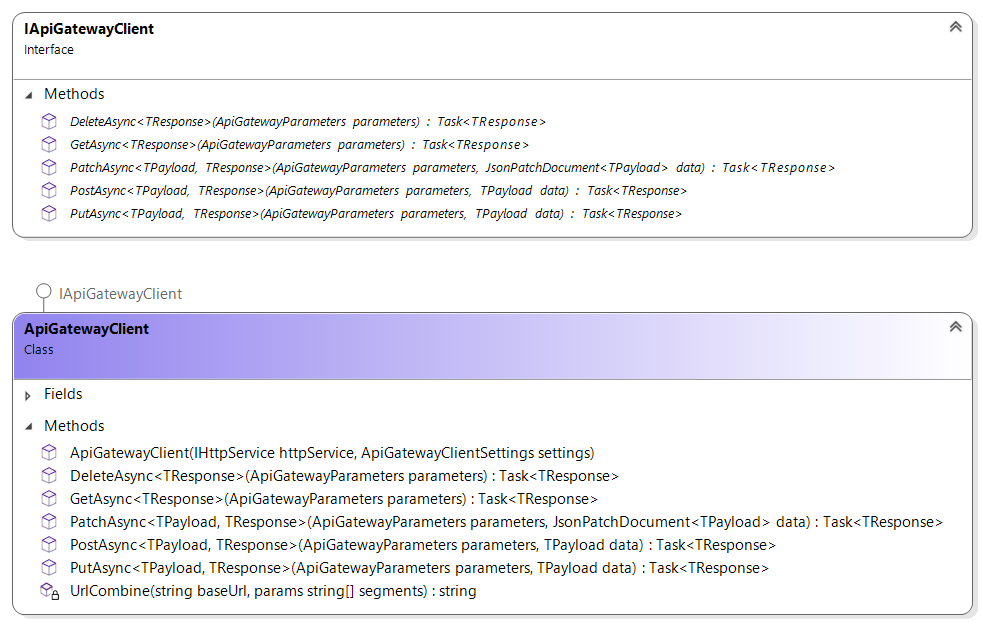 IApiGatewayClient
Interface
Methods
DeleteAsync<TResponse>(ApiGatewayParameters parameters) : Task<TResponse>
GetAsync<TResponse>(ApiGatewayParameters parameters) : Task<TResponse>
PatchAsync<TPayload, TResponse>(ApiGatewayParameters parameters, JsonPatchDocument<TPayload> data) : Task<TResponse>
PostAsync<TPayload, TResponse>(ApiGatewayParameters parameters, TPayload data) : Task<TResponse>
PutAsync<TPayload, TResponse>(ApiGatewayParameters parameters, TPayload data) : Task<TResponse>
IApiGatewayClient
ApiGatewayClient
Class
Fields
Methods
ApiGatewayClient(IHttpService httpService, ApiGatewayClientSettings settings)
DeleteAsync<TResponse>(ApiGatewayParameters parameters) : Task<TResponse>
GetAsync<TResponse>(ApiGatewayParameters parameters) : Task<TResponse>
PatchAsync<TPayload, TResponse>(ApiGatewayParameters parameters, JsonPatchDocument<TPayload> data) : Task<TResponse>
PostAsync<TPayload, TResponse>(ApiGatewayParameters parameters, TPayload data) : Task<TResponse>
PutAsync<TPayload, TResponse>(ApiGatewayParameters parameters, TPayload data) : Task<TResponse>
UrlCombine(string baseUrl, params string[] segments) : string